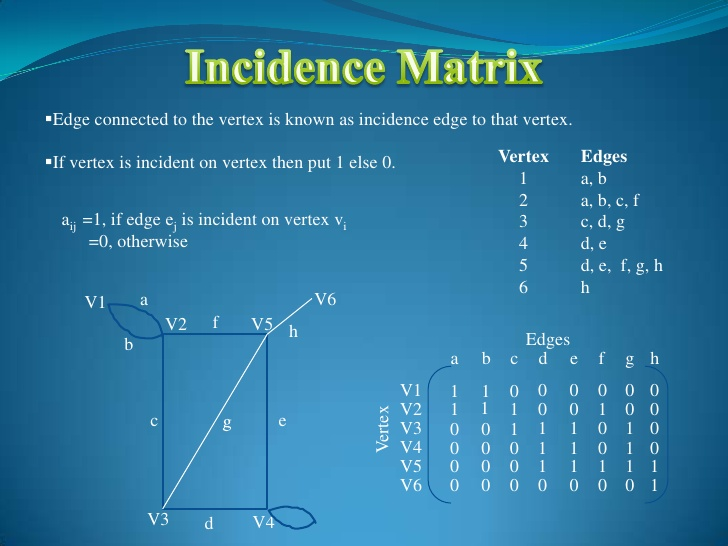 Incidence Matrix
▪Edge connected to the vertex is known as incidence edge to that vertex.
▪If vertex is incident on vertex then put 1 else 0.
aij =1, if edge ej is incident on vertex vi
=0, otherwise
Vertex Edges
1 a, b
2 a, b, c, f
3 c, d, g
4 d, e
5 d, e, f, g, h
6 h
V1 a V6
V2 f V5 h
b
c g e
V3 d V4
Edges
a b c d e f g h
Vertex
V1 1 1 0 0 0 0 0 0
V2 1 1 1 0 0 1 0 0
V3 0 0 1 1 1 0 1 0
V4 0 0 0 1 1 0 1 0
V5 0 0 0 1 1 1 1 1
V6 0 0 0 0 0 0 0 1